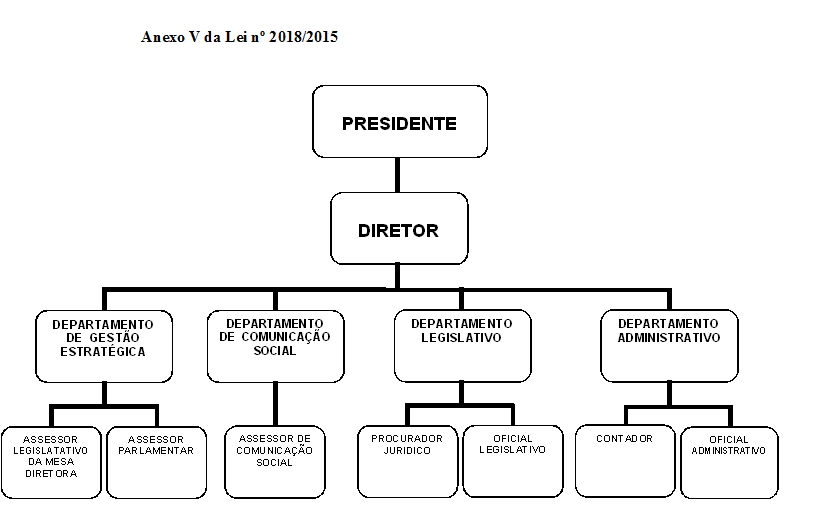 Anexo V da Lei nº 2018/2015
PRESIDENTE
DIRETOR
DEPARTAMENTO
DE GESTÃO
ESTRATÉGICA
DEPARTAMENTO
DE COMUNICAÇÃO
SOCIAL
DEPARTAMENTO
LEGISLATIVO
DEPARTAMENTO
ADMINISTRATIVO
ASSESSOR
LEGISLATATIVO
DA MESA
DIRETORA
ASSESSOR
PARLAMENTAR
ASSESSOR DE
COMUNICAÇÃO
SOCIAL
PROCURADOR
JURIDICO
OFICIAL
LEGISLATIVO
CONTADOR
OFICIAL
ADMINISTRATIVO